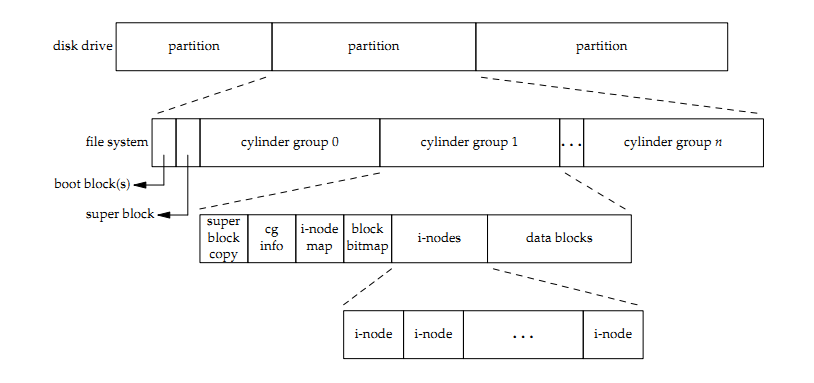 disk drive
partition
partition
partition
file system
cylinder group 0
cylinder group 1
...
cylinder group n
boot block(s)
super block
super
block
copy
cg
info
i-node
map
block
bitmap
i-nodes
data blocks
i-node
i-node
...
i-node